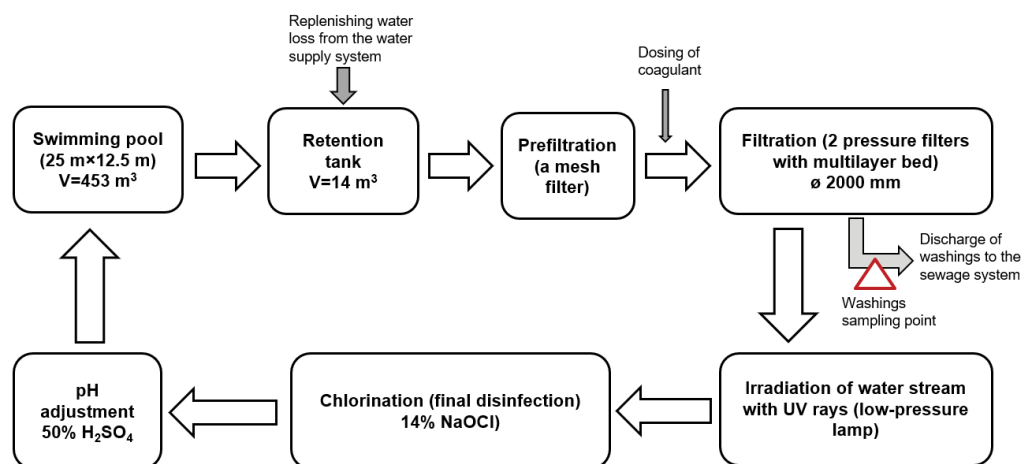 Replenishing water
loss from the water
supply system
Dosing of
coagulant
Swimming pool
(25 m×12.5 m)
V=453 m³
Retention
tank
V=14 m³
Prefiltration
(a mesh
filter)
Filtration (2 pressure filters
with multilayer bed)
ø 2000 mm
Discharge of
washings to the
sewage system
Washings
sampling point
pH
adjustment
50% H₂SO₄
Chlorination (final disinfection)
14% NaOCl)
Irradiation of water stream
with UV rays (low-pressure
lamp)